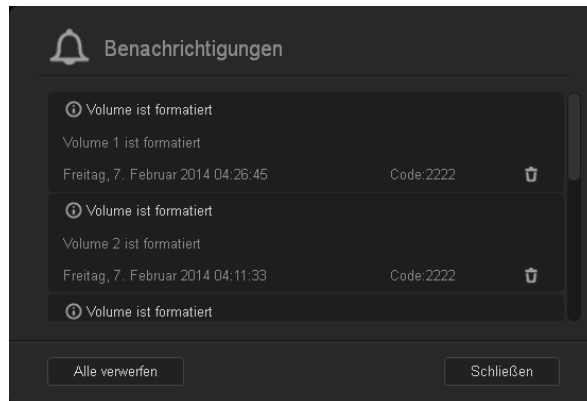 Benachrichtigungen
Volume ist formatiert
Volume 1 ist formatiert
Freitag, 7. Februar 2014 04:26:45 Code:2222
Volume ist formatiert
Volume 2 ist formatiert
Freitag, 7. Februar 2014 04:11:33 Code:2222
Volume ist formatiert
Alle verwerfen Schließen